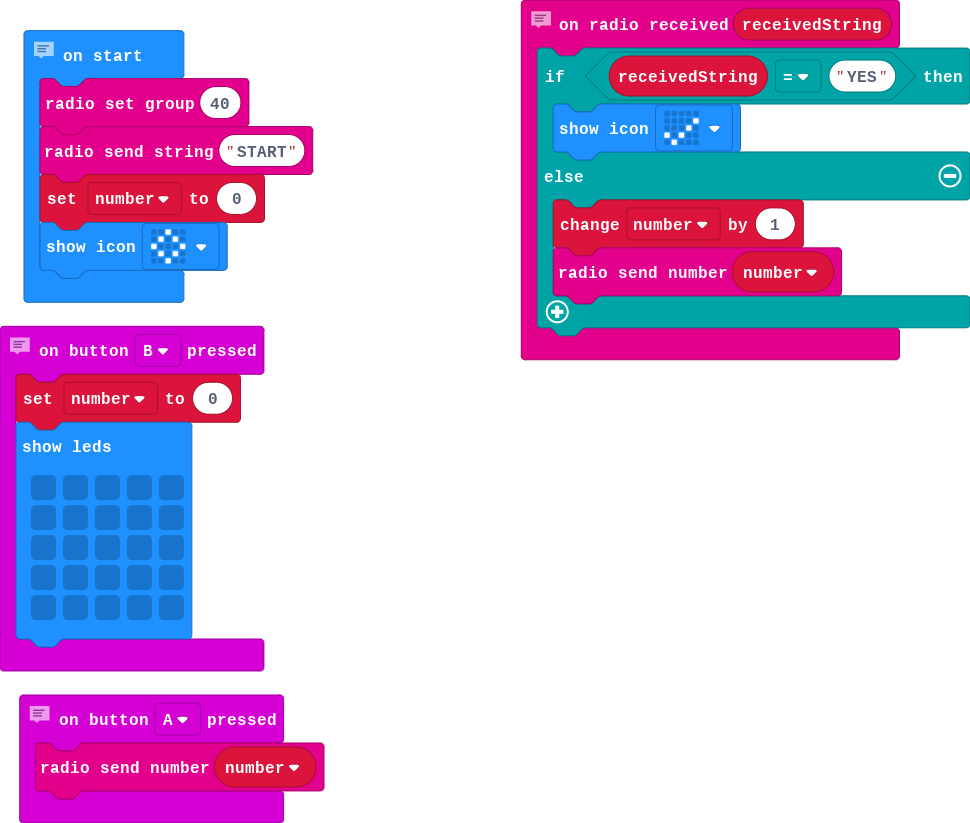 on start
radio set group 40
radio send string "START"
set number to 0
show icon
on button B pressed
set number to 0
show leds
on button A pressed
radio send number number
on radio received receivedString
if receivedString = "YES" then
show icon
else
change number by 1
radio send number number